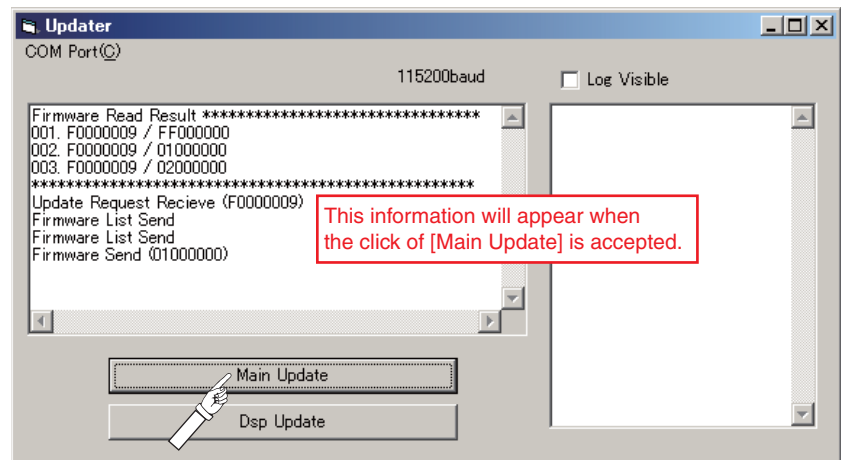 Updater
COM Port(C)
115200baud
Log Visible
Firmware Read Result ********************************
001. F0000009 / FF000000
002. F0000009 / 01000000
003. F0000009 / 02000000
***************************************************
Update Request Recieve (F0000009)
Firmware List Send
Firmware List Send
Firmware Send (01000000)
This information will appear when
the click of [Main Update] is accepted.
Main Update
Dsp Update